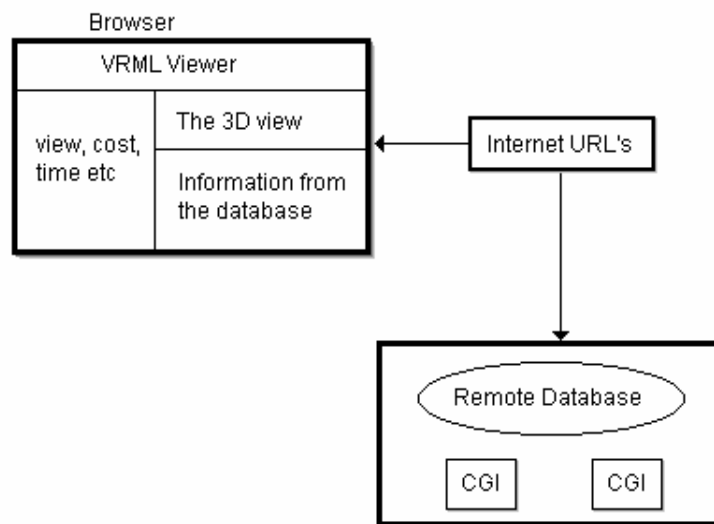 Browser
VRML Viewer
view, cost,
time etc
The 3D view
Information from
the database
Internet URL's
Remote Database
CGI
CGI